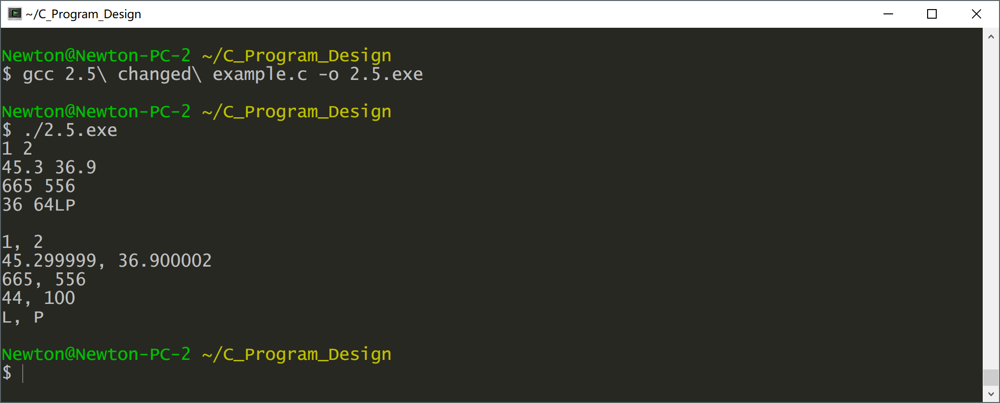 ~/C_Program_Design
Newton@Newton-PC-2 ~/C_Program_Design
$ gcc 2.5\ changed\ example.c -o 2.5.exe
Newton@Newton-PC-2 ~/C_Program_Design
$ ./2.5.exe
1 2
45.3 36.9
665 556
36 64LP
1, 2
45.299999, 36.900002
665, 556
44, 100
L, P
Newton@Newton-PC-2 ~/C_Program_Design
$